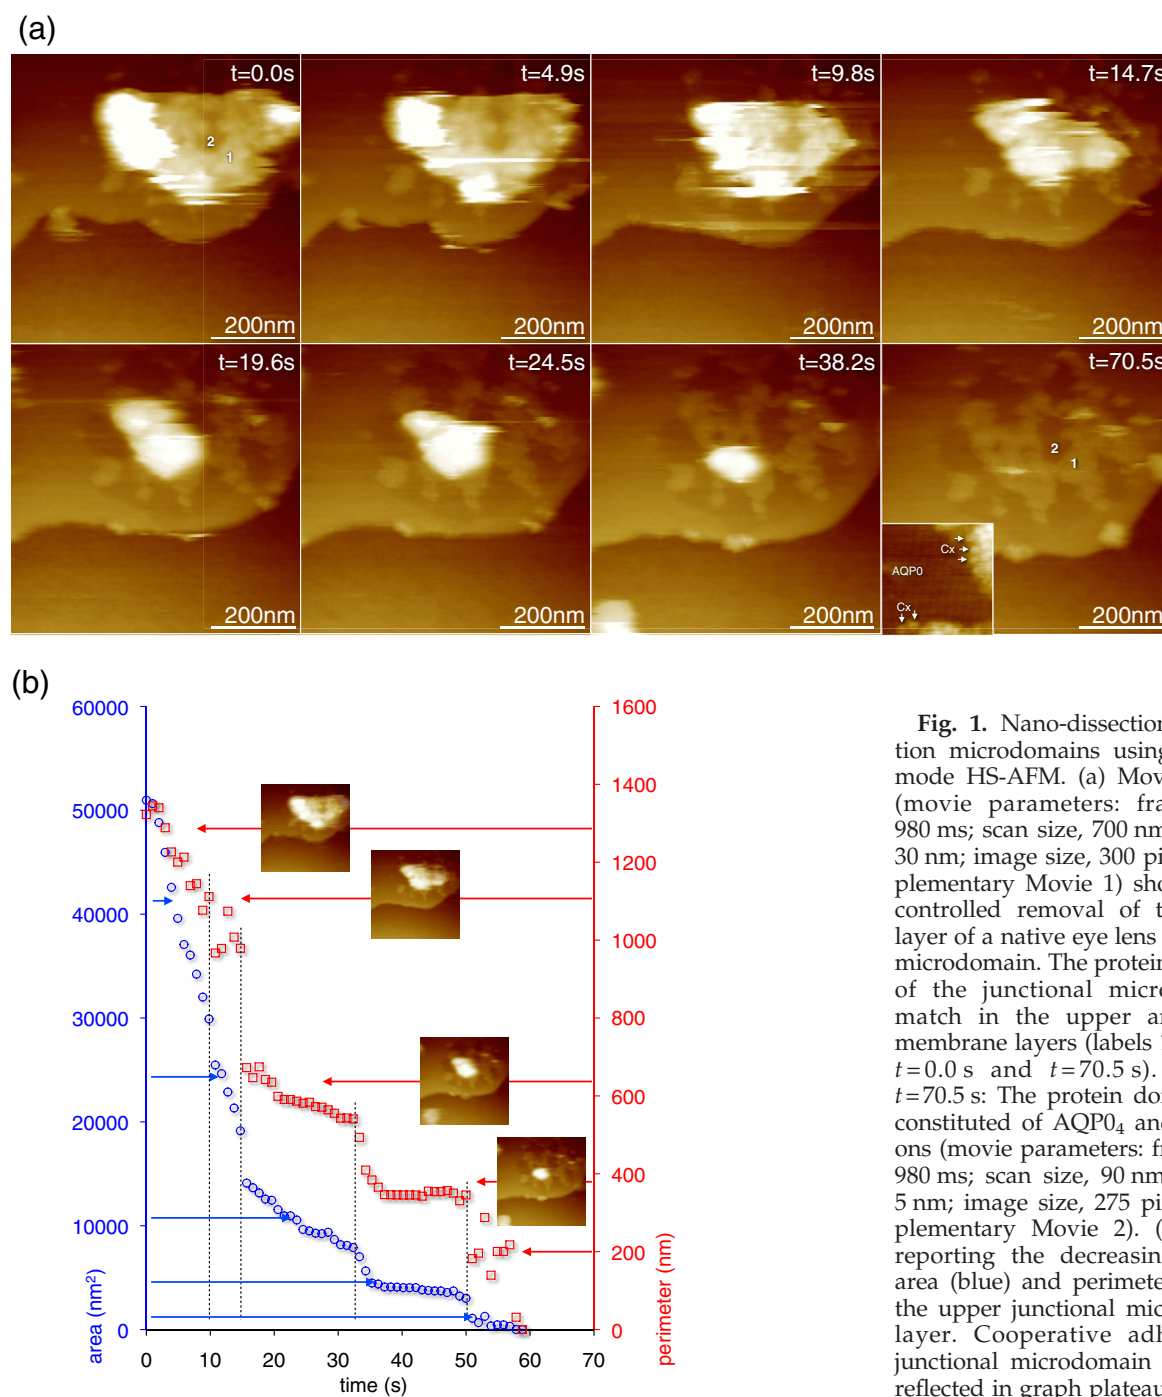 (a)
t=0.0s
t=4.9s
t=9.8s
t=14.7s
2
1
200nm
200nm
200nm
200nm
t=19.6s
t=24.5s
t=38.2s
t=70.5s
2
1
Cx
AQP0
Cx
200nm
200nm
200nm
200nm
(b)
60000
50000
40000
30000
20000
10000
0
area (nm²)
1600
1400
1200
1000
800
600
400
200
0
perimeter (nm)
0 10 20 30 40 50 60 70
time (s)
Fig. 1. Nano-dissection
tion microdomains using
mode HS-AFM. (a) Mov
(movie parameters: fra
980 ms; scan size, 700 nm
30 nm; image size, 300 pi
plementary Movie 1) sho
controlled removal of t
layer of a native eye lens
microdomain. The protein
of the junctional micro
match in the upper a
membrane layers (labels
t=0.0 s and t=70.5 s).
t=70.5 s: The protein do
constituted of AQP0₄ and
ons (movie parameters: f
980 ms; scan size, 90 nm
5 nm; image size, 275 pi
plementary Movie 2). (
reporting the decreasin
area (blue) and perimete
the upper junctional mic
layer. Cooperative adh
junctional microdomain
reflected in graph plateau